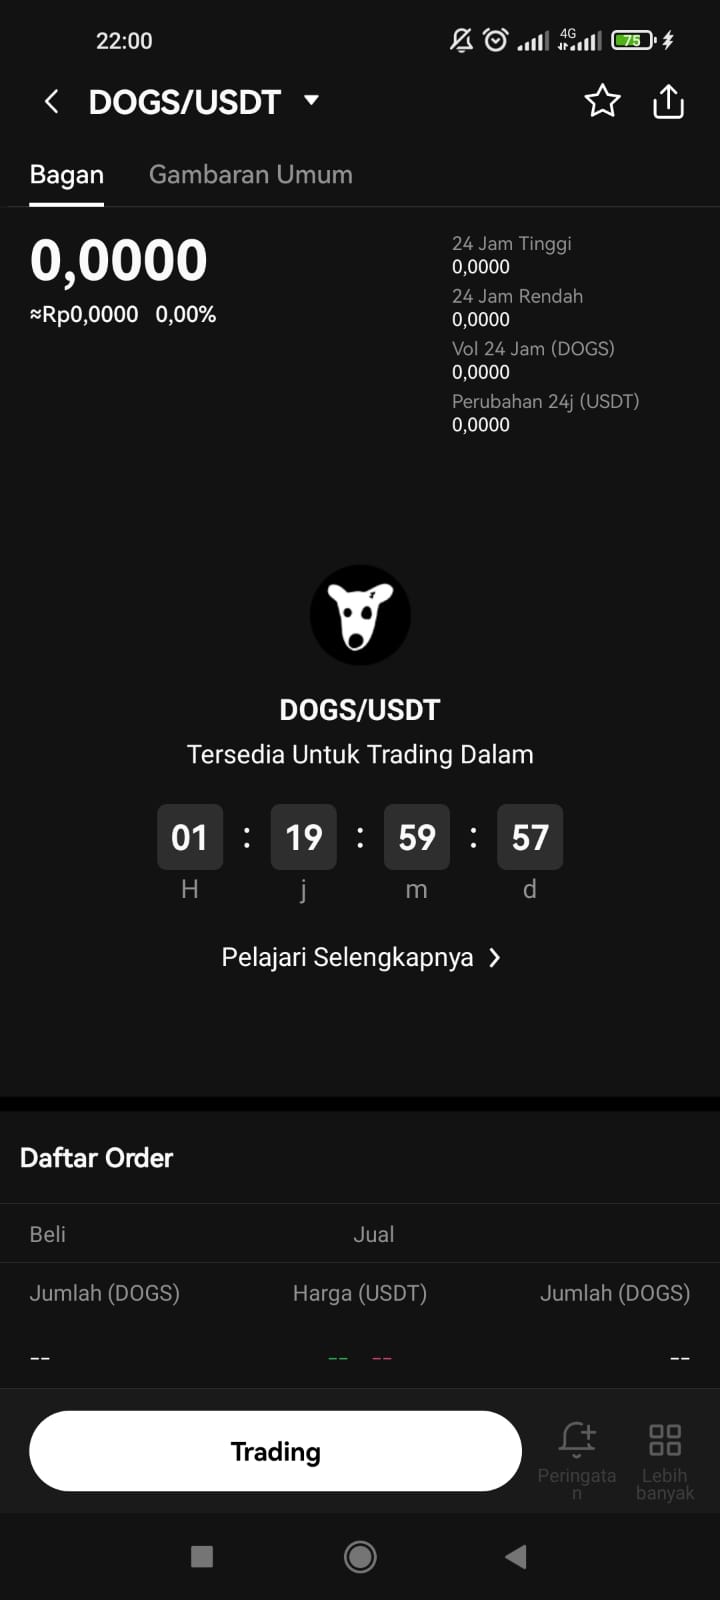 22:00
4G
75
DOGS/USDT
Bagan Gambaran Umum
0,0000
≈Rp0,0000 0,00%
24 Jam Tinggi
0,0000
24 Jam Rendah
0,0000
Vol 24 Jam (DOGS)
0,0000
Perubahan 24j (USDT)
0,0000
DOGS/USDT
Tersedia Untuk Trading Dalam
01 : 19 : 59 : 57
H j m d
Pelajari Selengkapnya
Daftar Order
Beli Jual
Jumlah (DOGS) Harga (USDT) Jumlah (DOGS)
-- -- -- --
Trading
Peringata
n
Lebih
banyak